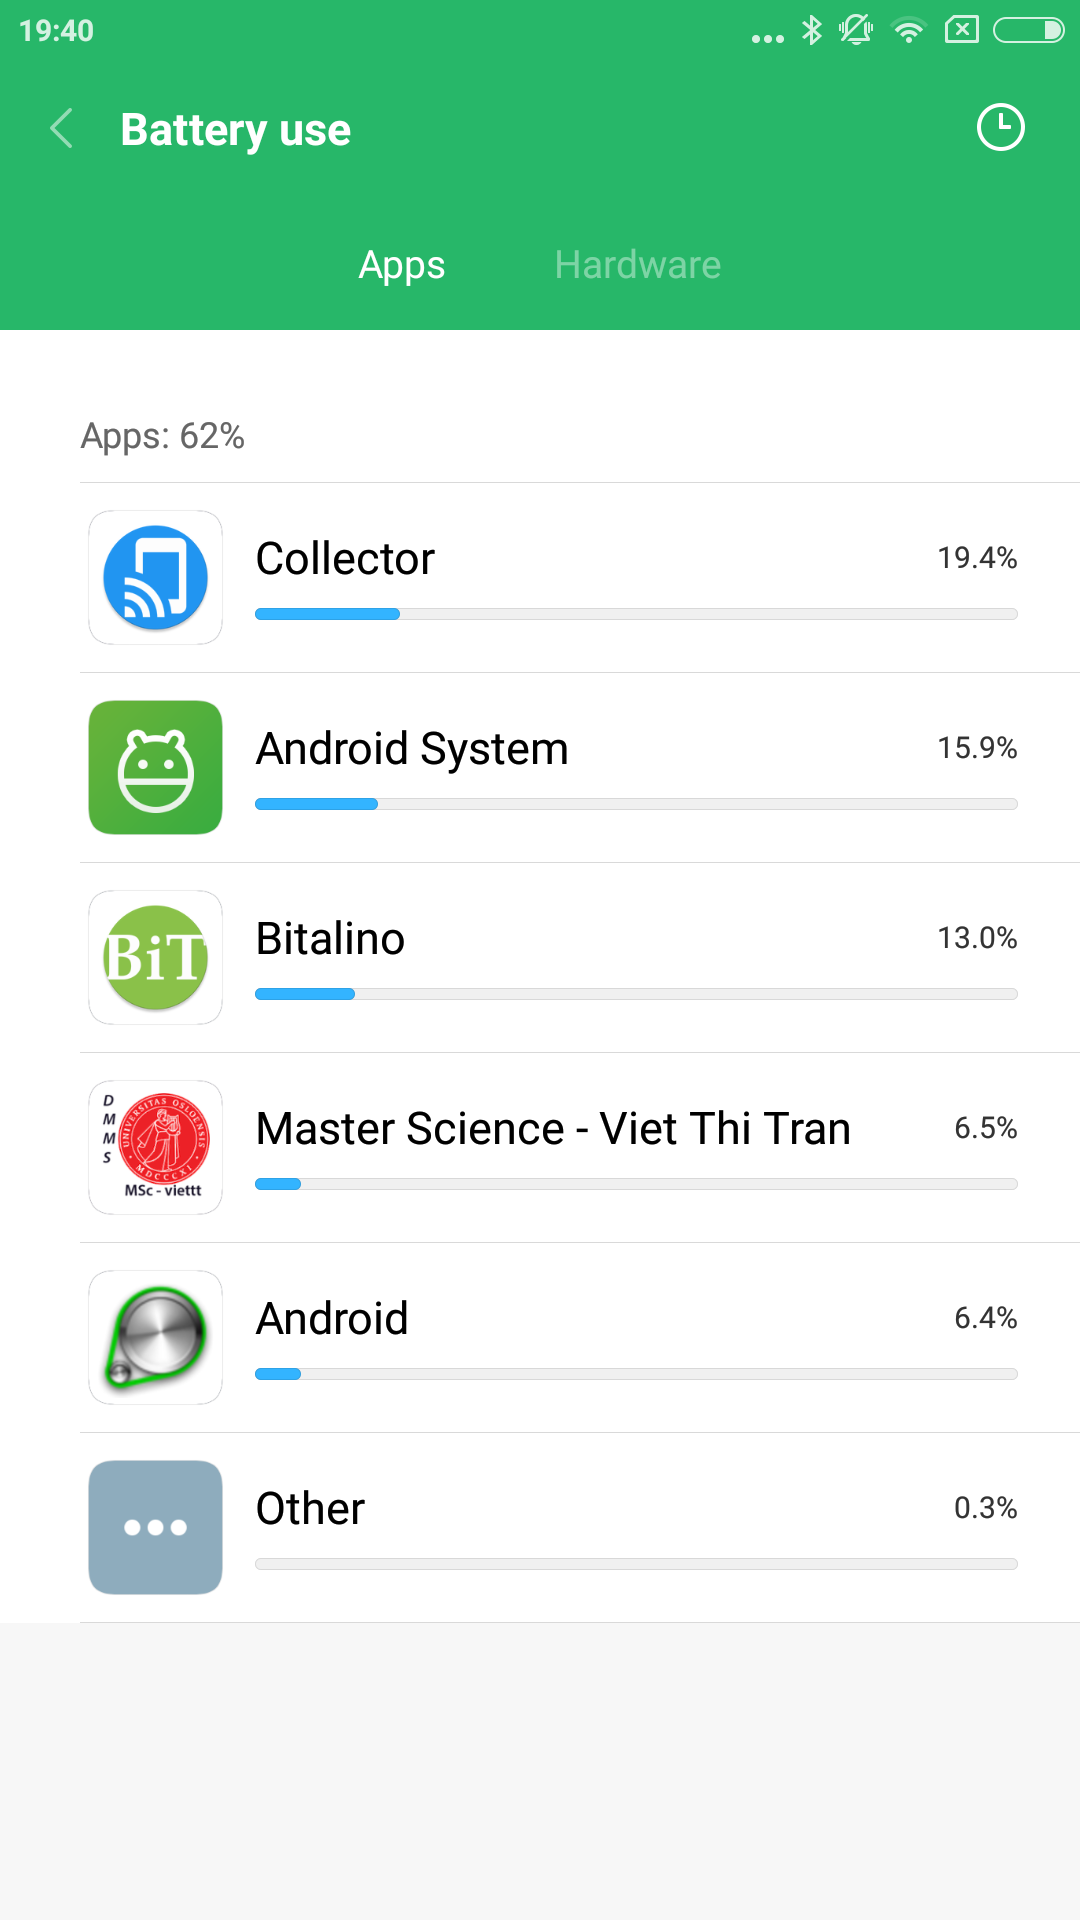 19:40
Battery use
Apps Hardware
Apps: 62%
Collector 19.4%
Android System 15.9%
BiT
Bitalino 13.0%
D
M
M
S
UNIVERSITAS OSLOENSIS
MDCCCXI
MSc - viettt
Master Science - Viet Thi Tran 6.5%
Android 6.4%
Other 0.3%